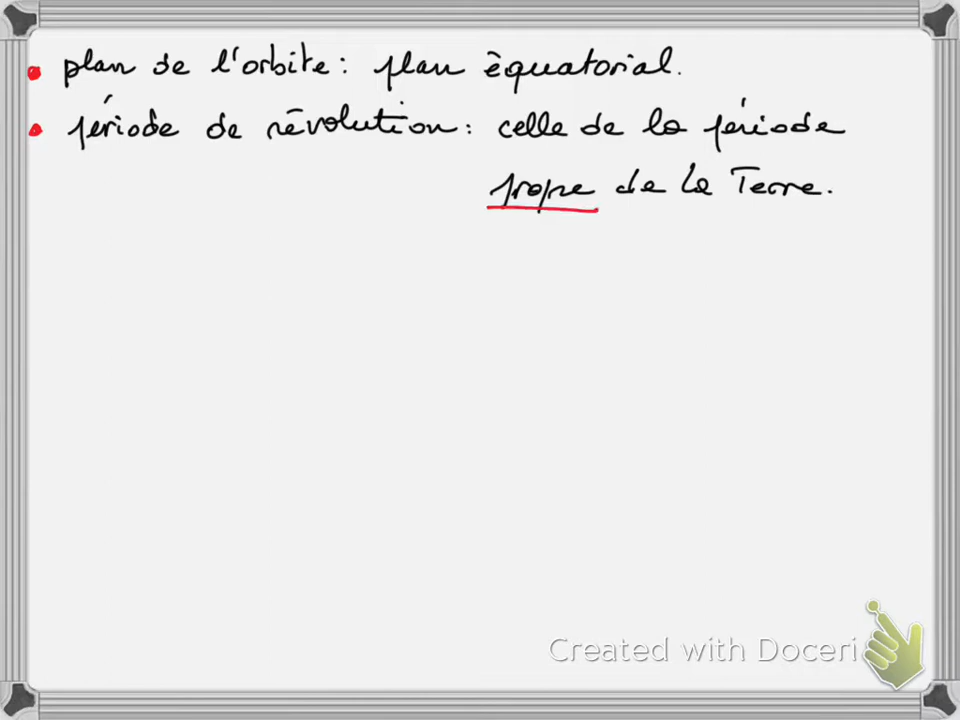 • plan de l'orbite : plan équatorial.
• période de révolution : celle de la période
propre de la Terre.
Created with Doceri